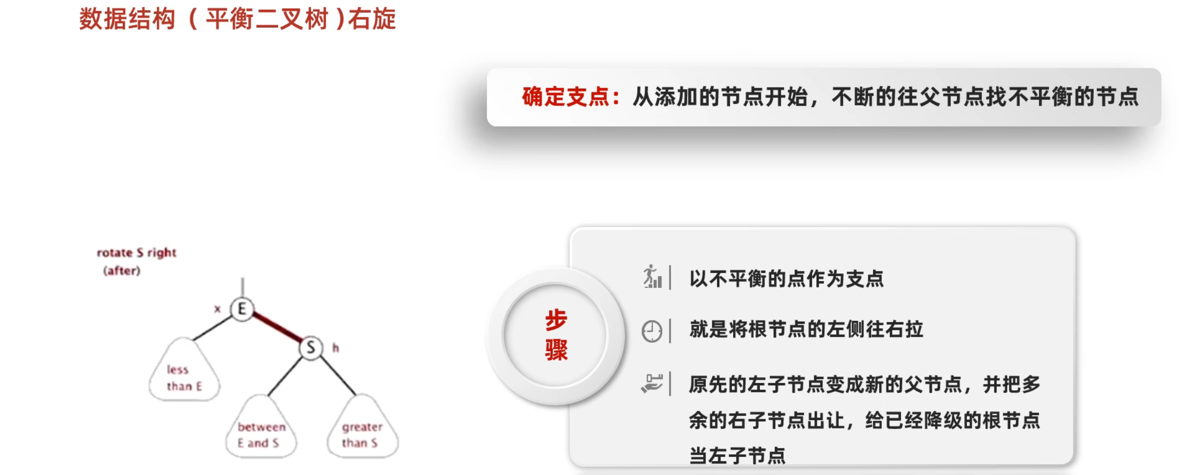 数据结构（平衡二叉树)右旋
确定支点：从添加的节点开始，不断的往父节点找不平衡的节点
rotate S right
(after)
x
E
S
h
less
than E
between
E and S
greater
than S
步
骤
以不平衡的点作为支点
就是将根节点的左侧往右拉
原先的左子节点变成新的父节点，并把多
余的右子节点出让，给已经降级的根节点
当左子节点